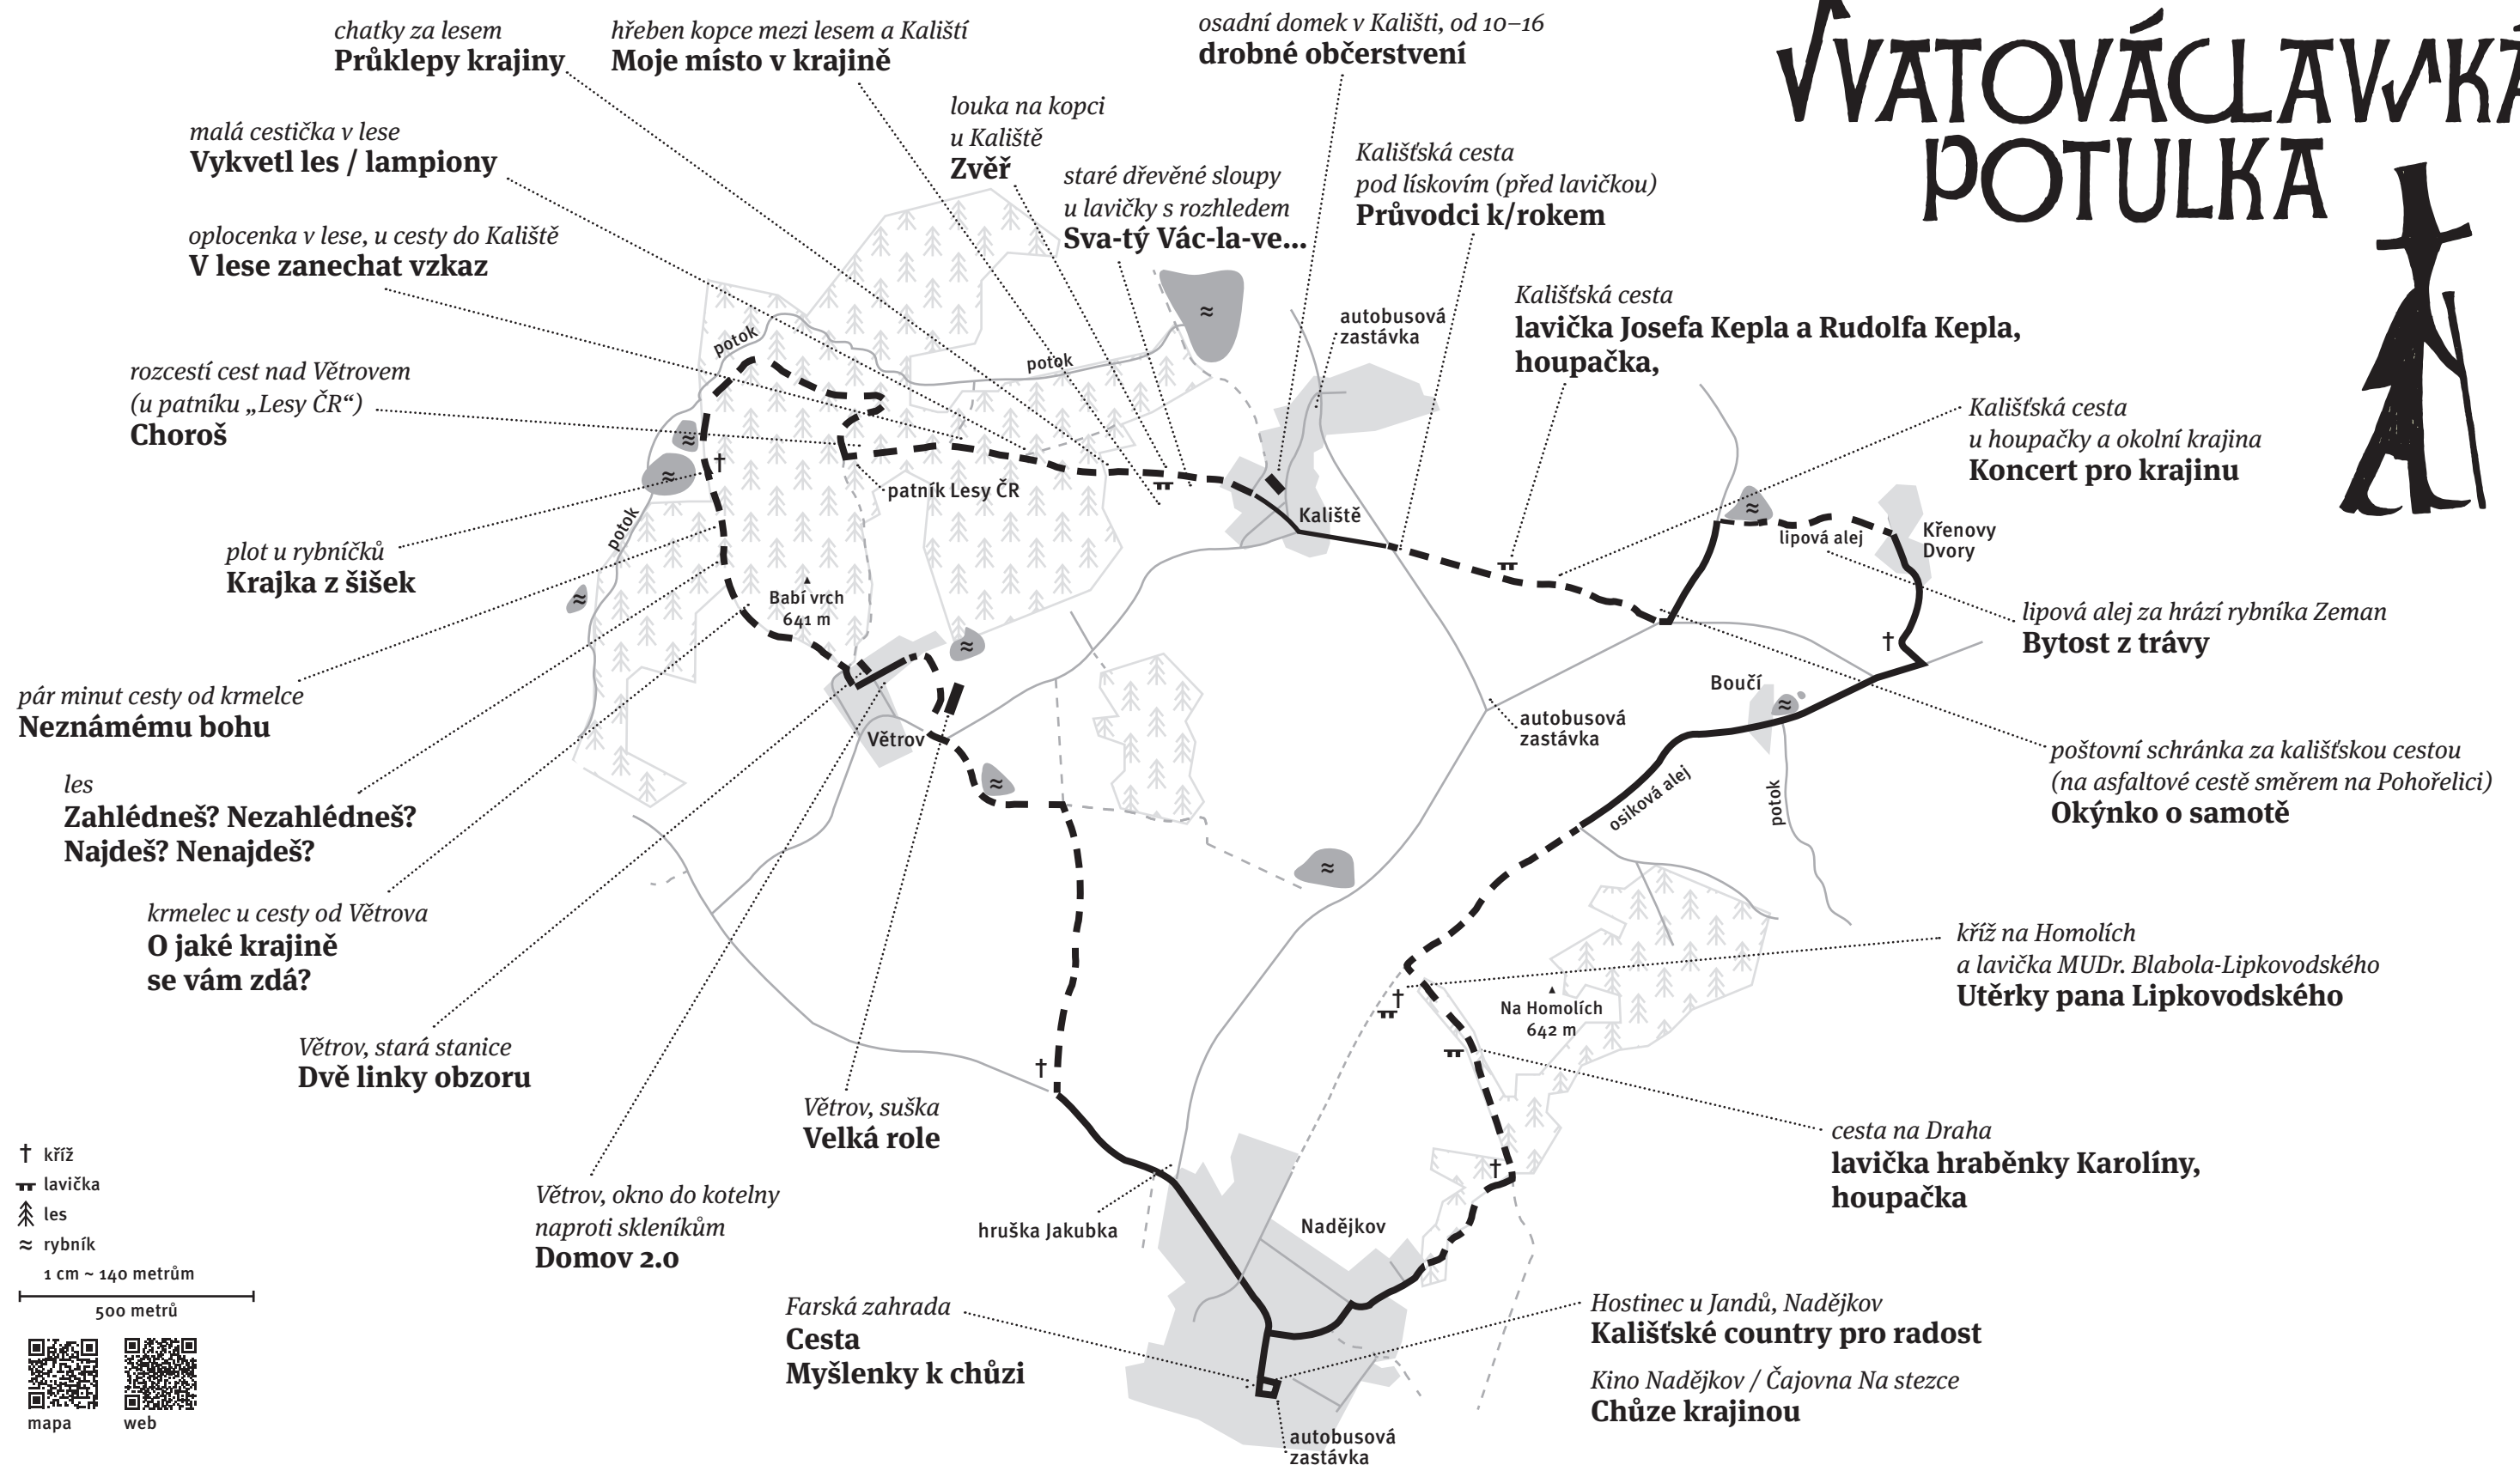 SVATOVÁCLAVSKÁ
POTULKA
chatky za lesem
Průklepy krajiny
hřeben kopce mezi lesem a Kaliští
Moje místo v krajině
osadní domek v Kališti, od 10–16
drobné občerstvení
malá cestička v lese
Vykvetl les / lampiony
louka na kopci
u Kaliště
Zvěř
staré dřevěné sloupy
u lavičky s rozhledem
Sva-tý Vác-la-ve...
Kališťská cesta
pod lískovím (před lavičkou)
Průvodci k/rokem
oplocenka v lese, u cesty do Kaliště
V lese zanechat vzkaz
Kališťská cesta
lavička Josefa Kepla a Rudolfa Kepla,
houpačka,
autobusová
zastávka
potok
potok
rozcestí cest nad Větrovem
(u patníku „Lesy ČR“)
Choroš
Kališťská cesta
u houpačky a okolní krajina
Koncert pro krajinu
patník Lesy ČR
Kaliště
potok
lipová alej
Křenovy
Dvory
plot u rybníčků
Krajka z šišek
Babí vrch
641 m
lipová alej za hrází rybníka Zeman
Bytost z trávy
pár minut cesty od krmelce
Neznámému bohu
Boučí
Větrov
autobusová
zastávka
poštovní schránka za kališťskou cestou
(na asfaltové cestě směrem na Pohořelici)
Okýnko o samotě
les
Zahlédneš? Nezahlédneš?
Najdeš? Nenajdeš?
osiková alej
potok
krmelec u cesty od Větrova
O jaké krajině
se vám zdá?
kříž na Homolích
a lavička MUDr. Blabola-Lipkovodského
Utěrky pana Lipkovodského
Na Homolích
642 m
Větrov, stará stanice
Dvě linky obzoru
Větrov, suška
Velká role
cesta na Draha
lavička hraběnky Karolíny,
houpačka
Větrov, okno do kotelny
naproti skleníkům
Domov 2.0
hruška Jakubka
Nadějkov
Farská zahrada
Cesta
Myšlenky k chůzi
Hostinec u Jandů, Nadějkov
Kališťské country pro radost
Kino Nadějkov / Čajovna Na stezce
Chůze krajinou
autobusová
zastávka
kříž
lavička
les
rybník
1 cm ~ 140 metrům
500 metrů
mapa
web